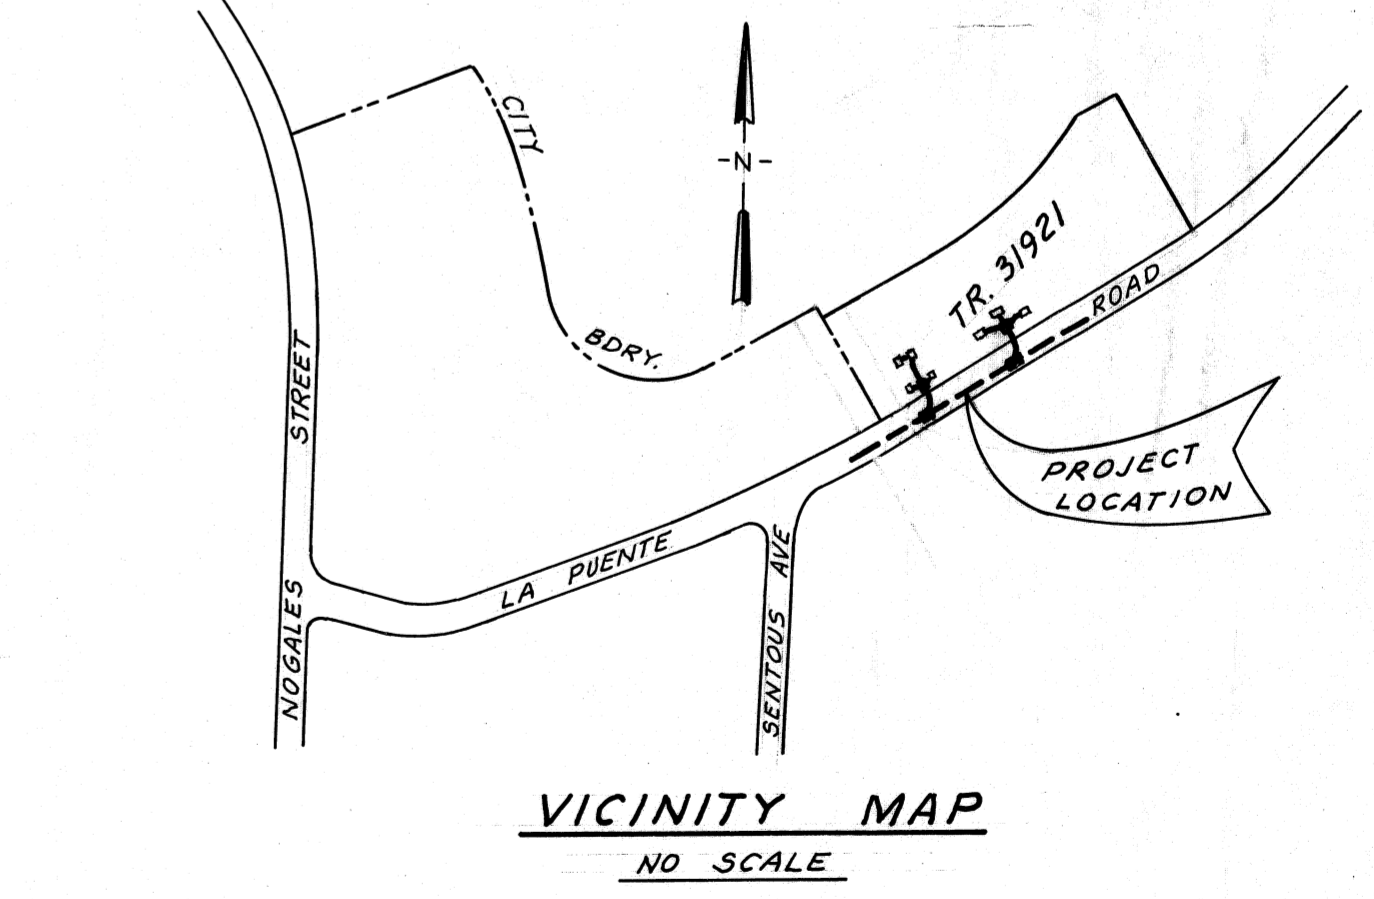 CITY
BDRY.
-N-
TR. 31921
ROAD
PROJECT
LOCATION
STREET
NOGALES
LA PUENTE
SENTOUS AVE
VICINITY MAP
NO SCALE